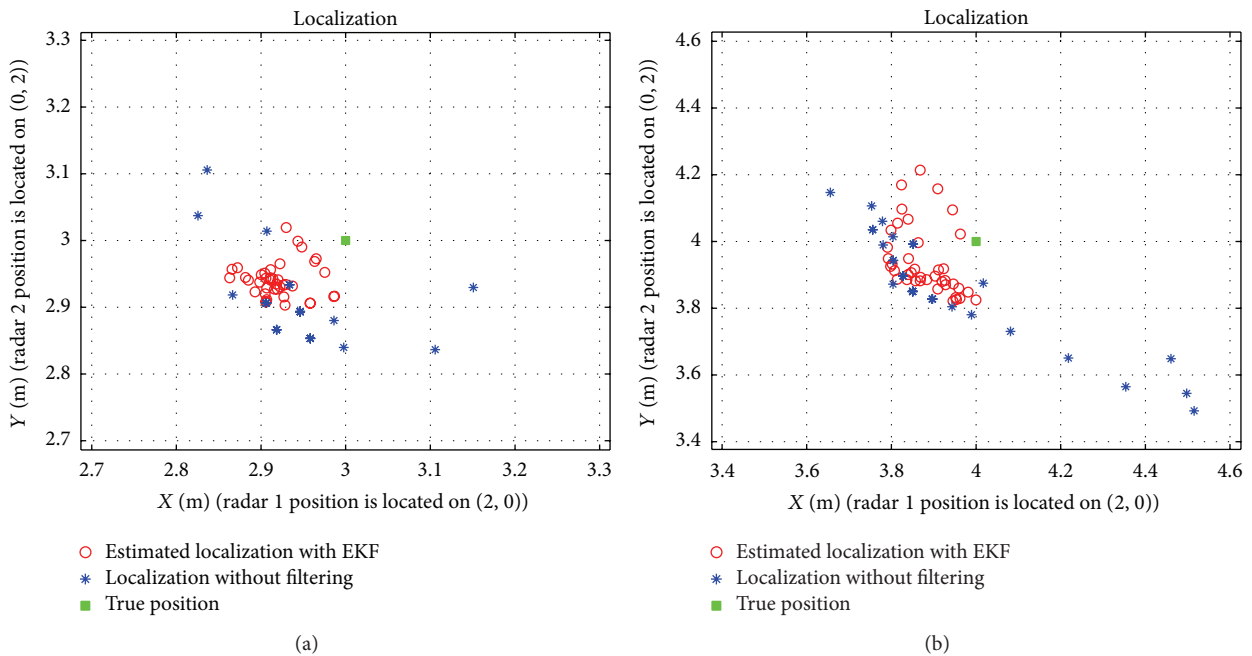 Localization
3.3
3.2
3.1
3
2.9
2.8
2.7
2.7 2.8 2.9 3 3.1 3.2 3.3
Y (m) (radar 2 position is located on (0, 2))
X (m) (radar 1 position is located on (2, 0))
Estimated localization with EKF
Localization without filtering
True position
(a)
Localization
4.6
4.4
4.2
4
3.8
3.6
3.4
3.4 3.6 3.8 4 4.2 4.4 4.6
Y (m) (radar 2 position is located on (0, 2))
X (m) (radar 1 position is located on (2, 0))
Estimated localization with EKF
Localization without filtering
True position
(b)